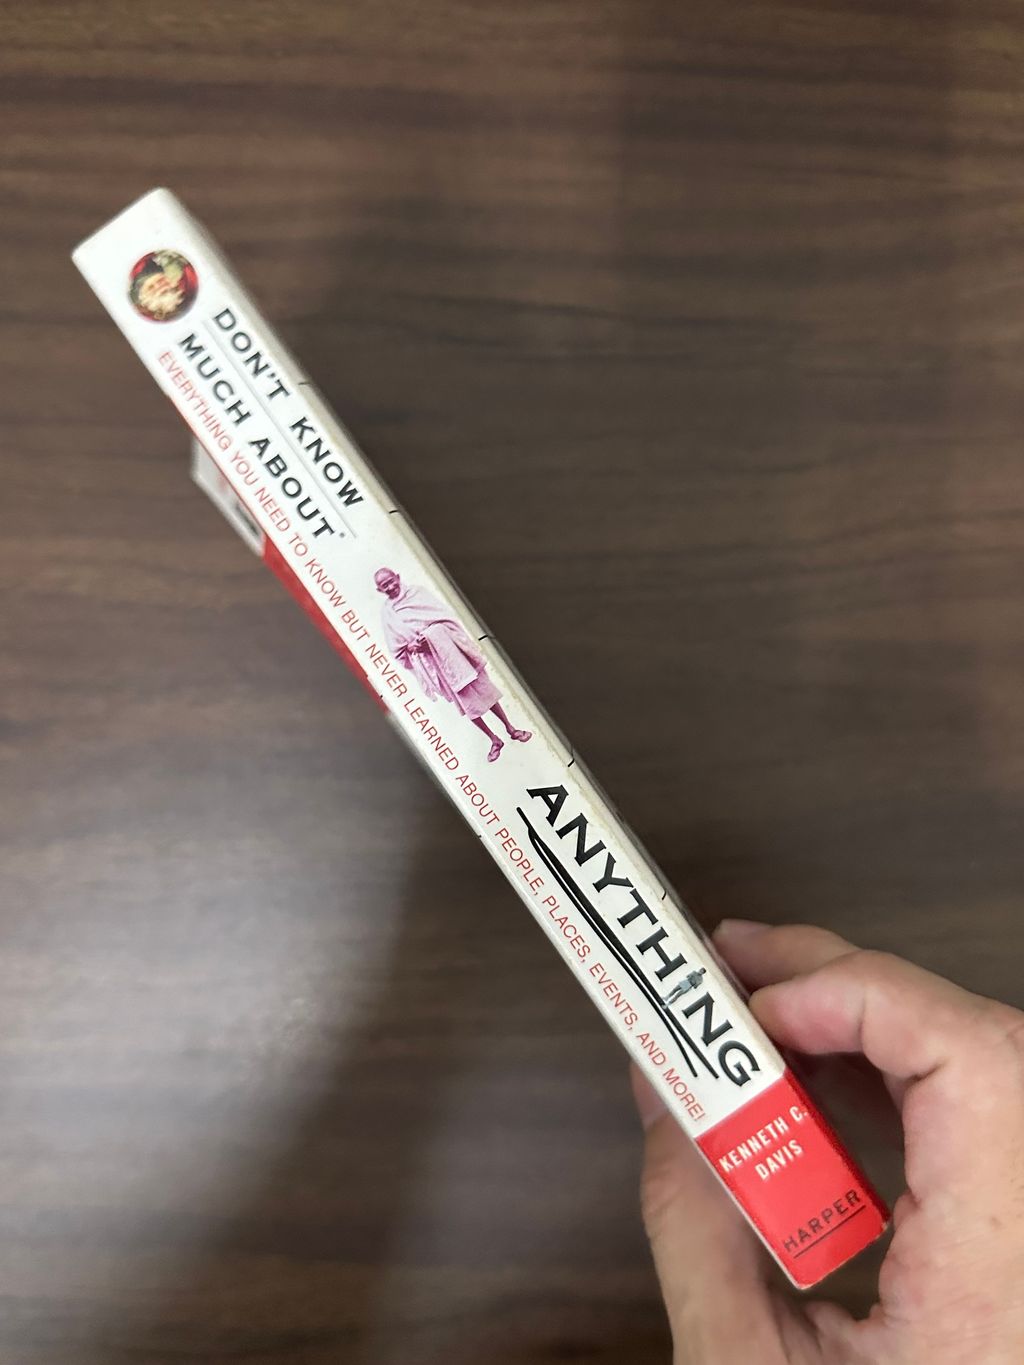 DON'T KNOW
MUCH ABOUT®
ANYTHING
EVERYTHING YOU NEED TO KNOW BUT NEVER LEARNED ABOUT PEOPLE, PLACES, EVENTS, AND MORE!
KENNETH C.
DAVIS
HARPER